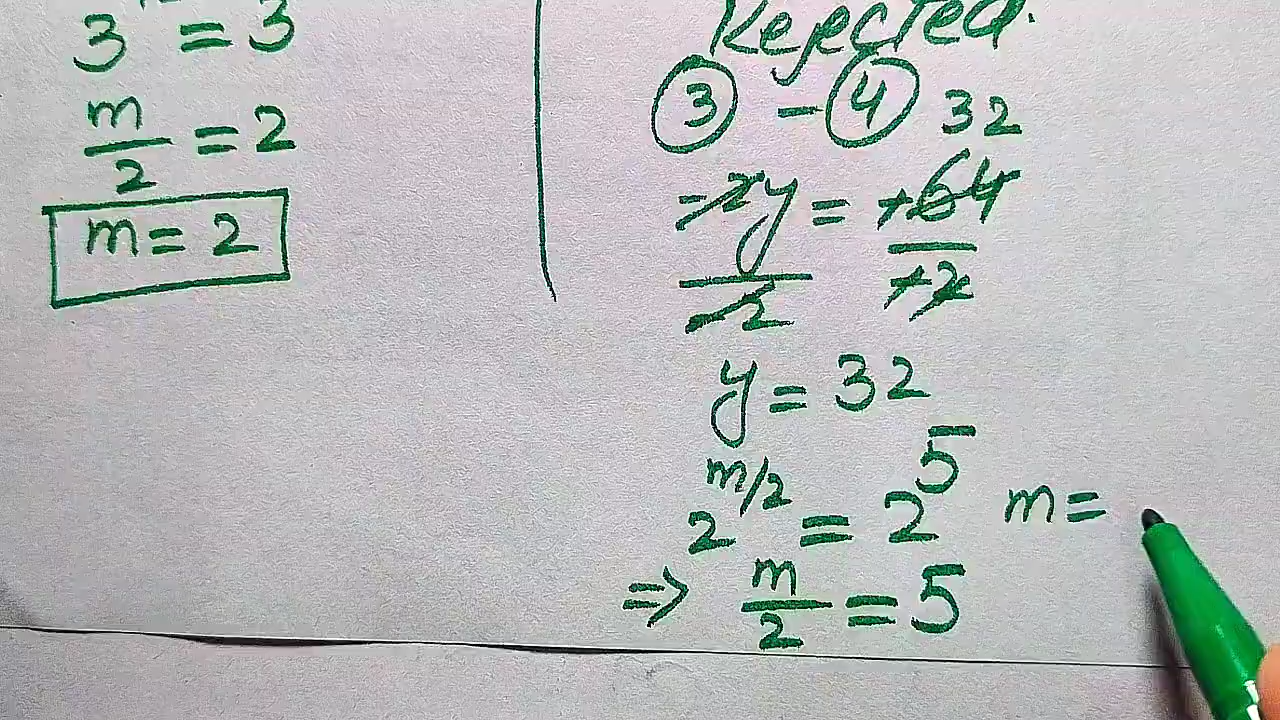 3 = 3
m/2 = 2
m = 2
Rejected.
③ - ④ 32
-2y/-2 = +64/+2
y = 32
2^m/2 = 2^5 m =
⇒ m/2 = 5